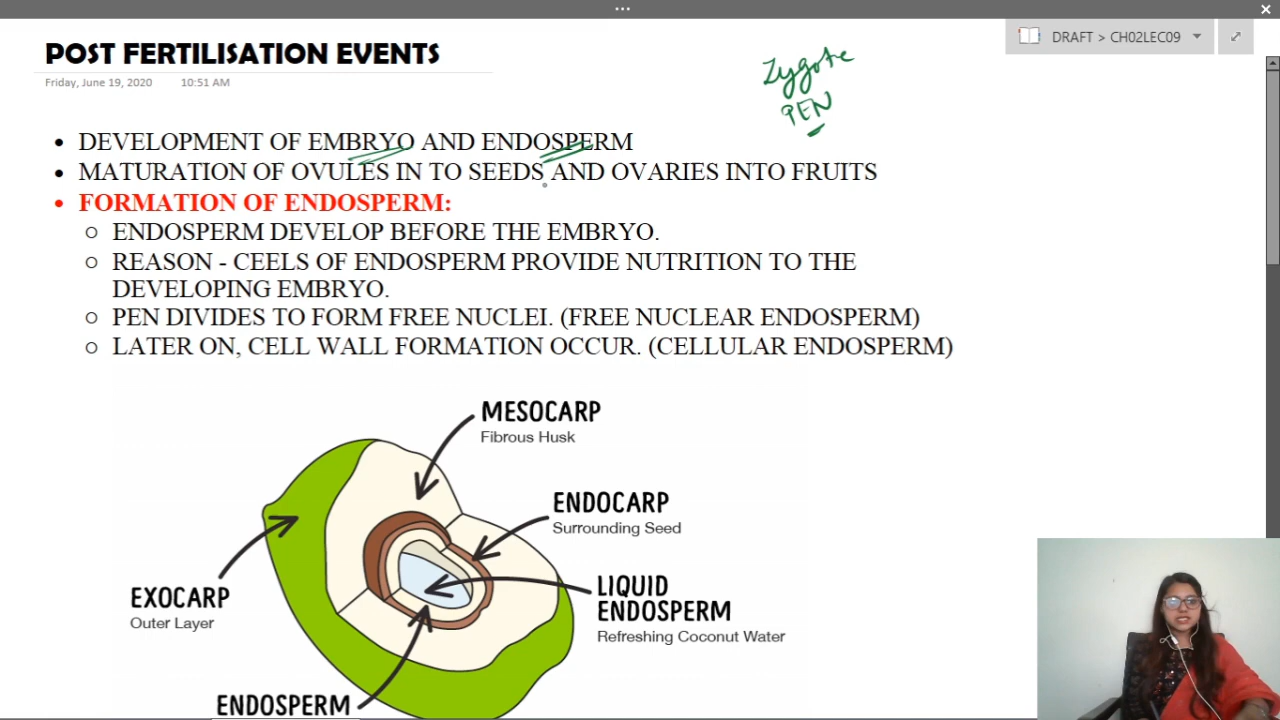 DRAFT > CH02LEC09
POST FERTILISATION EVENTS
Friday, June 19, 2020 10:51 AM
Zygote
PEN
• DEVELOPMENT OF EMBRYO AND ENDOSPERM
• MATURATION OF OVULES IN TO SEEDS AND OVARIES INTO FRUITS
• FORMATION OF ENDOSPERM:
○ ENDOSPERM DEVELOP BEFORE THE EMBRYO.
○ REASON - CEELS OF ENDOSPERM PROVIDE NUTRITION TO THE
DEVELOPING EMBRYO.
○ PEN DIVIDES TO FORM FREE NUCLEI. (FREE NUCLEAR ENDOSPERM)
○ LATER ON, CELL WALL FORMATION OCCUR. (CELLULAR ENDOSPERM)
MESOCARP
Fibrous Husk
ENDOCARP
Surrounding Seed
LIQUID
ENDOSPERM
Refreshing Coconut Water
EXOCARP
Outer Layer
ENDOSPERM